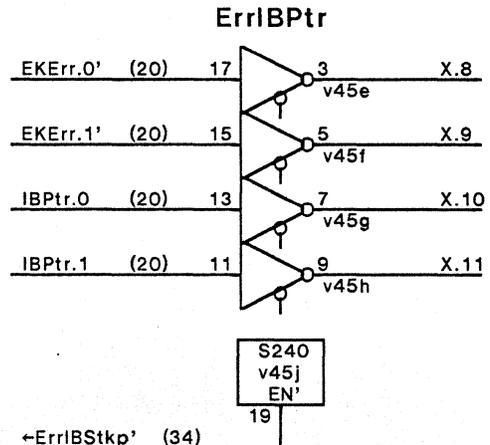 ErrIBPtr
EKErr.0' (20) 17 3 X.8
v45e
EKErr.1' (20) 15 5 X.9
v45f
IBPtr.0 (20) 13 7 X.10
v45g
IBPtr.1 (20) 11 9 X.11
v45h
S240
v45j
EN'
19
←ErrIBStkp' (34)